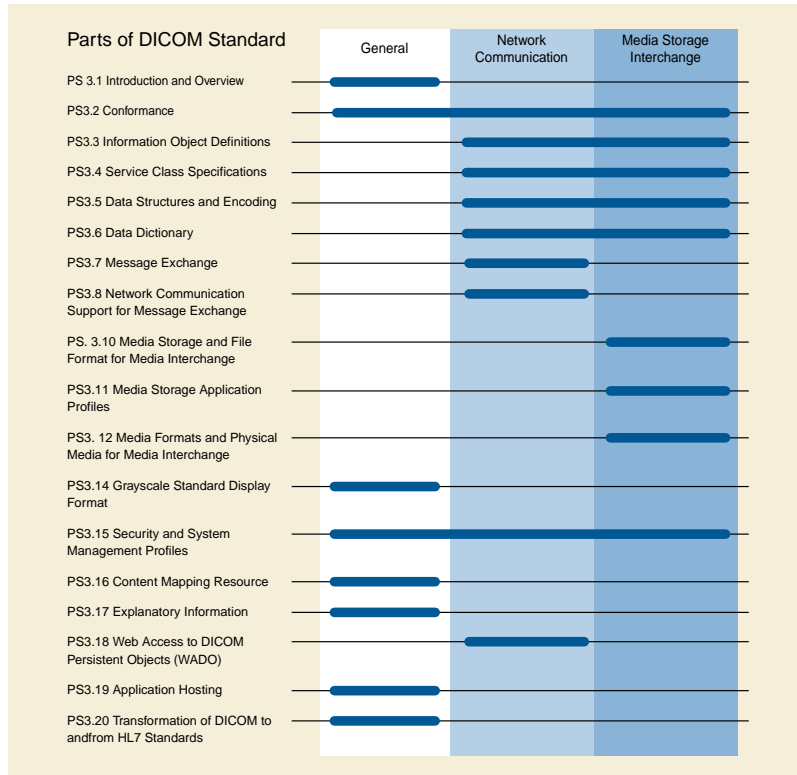 Parts of DICOM Standard
General
Network
Communication
Media Storage
Interchange
PS 3.1 Introduction and Overview
PS3.2 Conformance
PS3.3 Information Object Definitions
PS3.4 Service Class Specifications
PS3.5 Data Structures and Encoding
PS3.6 Data Dictionary
PS3.7 Message Exchange
PS3.8 Network Communication
Support for Message Exchange
PS. 3.10 Media Storage and File
Format for Media Interchange
PS3.11 Media Storage Application
Profiles
PS3. 12 Media Formats and Physical
Media for Media Interchange
PS3.14 Grayscale Standard Display
Format
PS3.15 Security and System
Management Profiles
PS3.16 Content Mapping Resource
PS3.17 Explanatory Information
PS3.18 Web Access to DICOM
Persistent Objects (WADO)
PS3.19 Application Hosting
PS3.20 Transformation of DICOM to
andfrom HL7 Standards